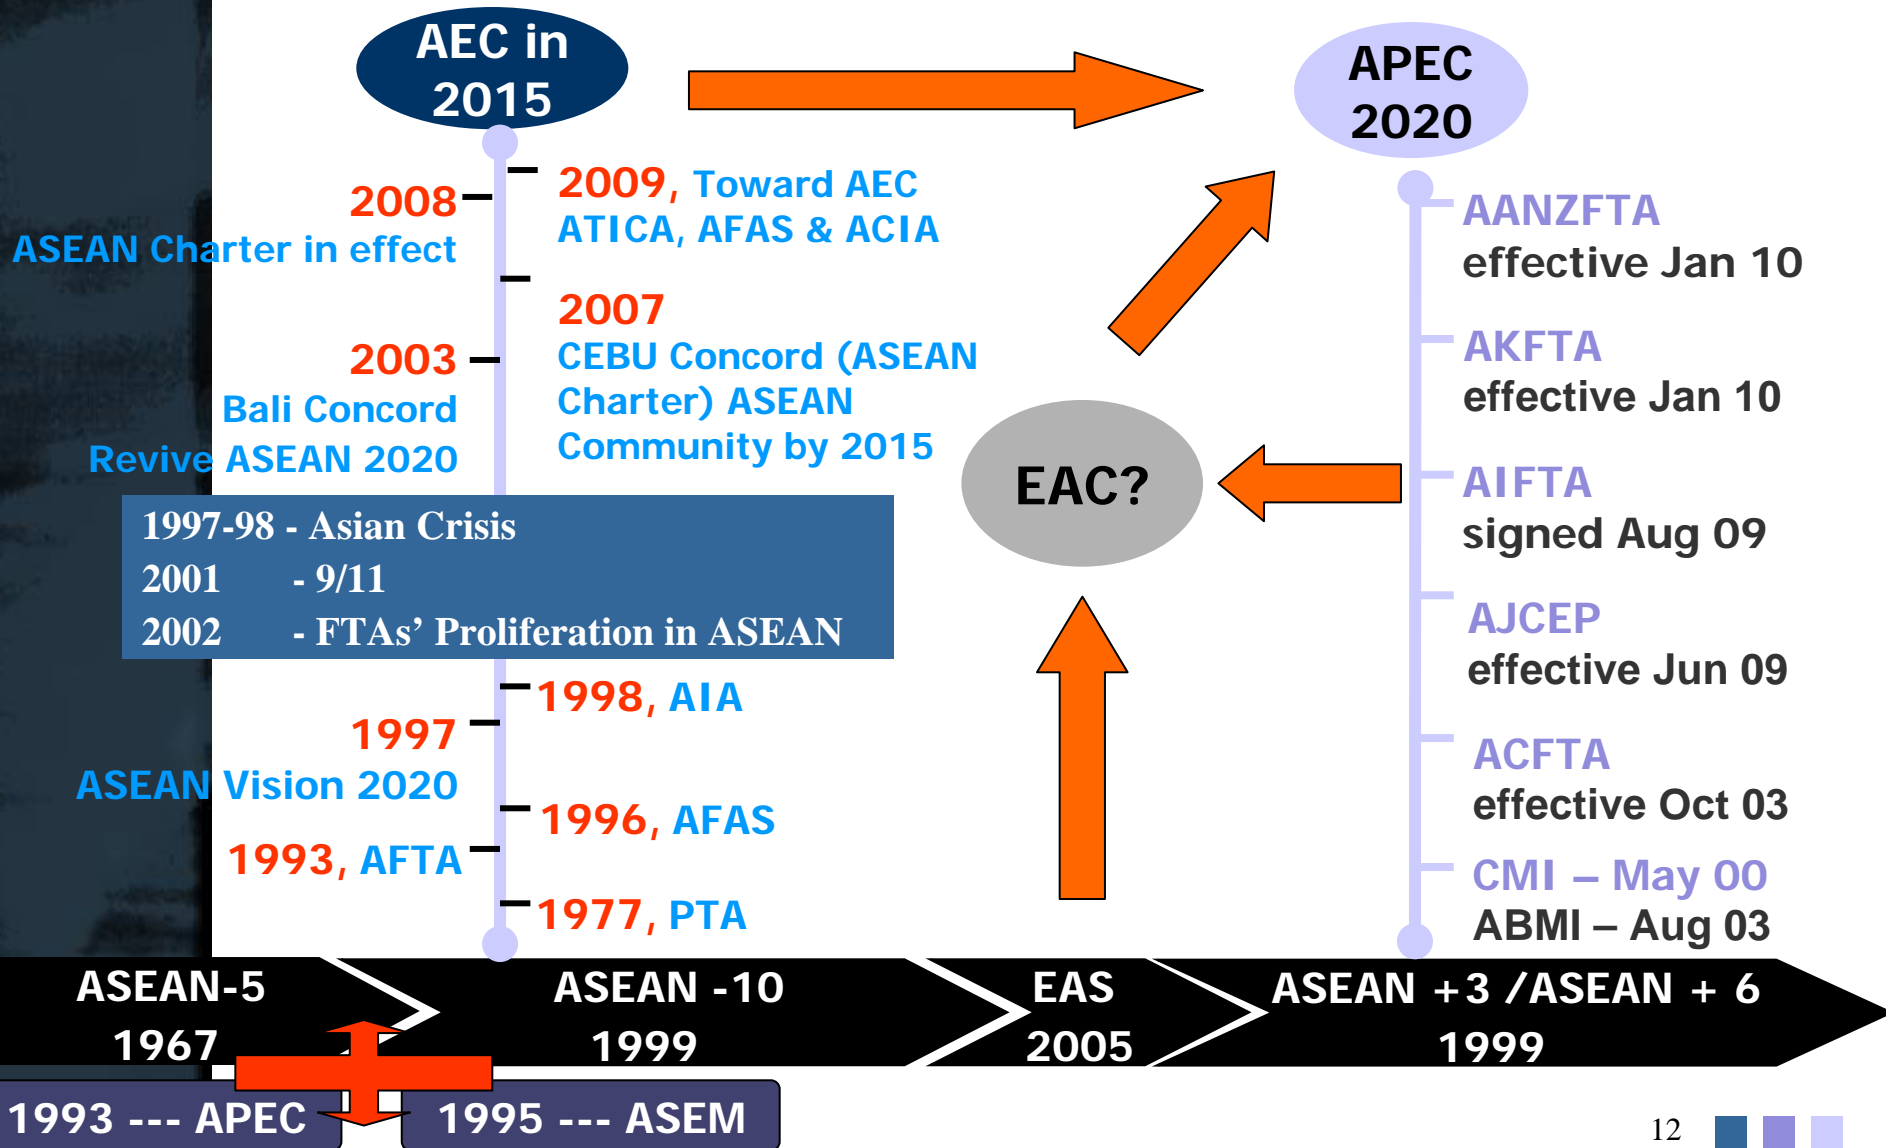 AEC in
2015
APEC
2020
2008
ASEAN Charter in effect
2009, Toward AEC
ATICA, AFAS & ACIA
2007
CEBU Concord (ASEAN
Charter) ASEAN
Community by 2015
2003
Bali Concord
Revive ASEAN 2020
1997-98 - Asian Crisis
2001 - 9/11
2002 - FTAs’ Proliferation in ASEAN
1998, AIA
1997
ASEAN Vision 2020
1996, AFAS
1993, AFTA
1977, PTA
EAC?
AANZFTA
effective Jan 10
AKFTA
effective Jan 10
AIFTA
signed Aug 09
AJCEP
effective Jun 09
ACFTA
effective Oct 03
CMI – May 00
ABMI – Aug 03
ASEAN-5
1967
ASEAN -10
1999
EAS
2005
ASEAN +3 /ASEAN + 6
1999
1993 --- APEC
1995 --- ASEM
12